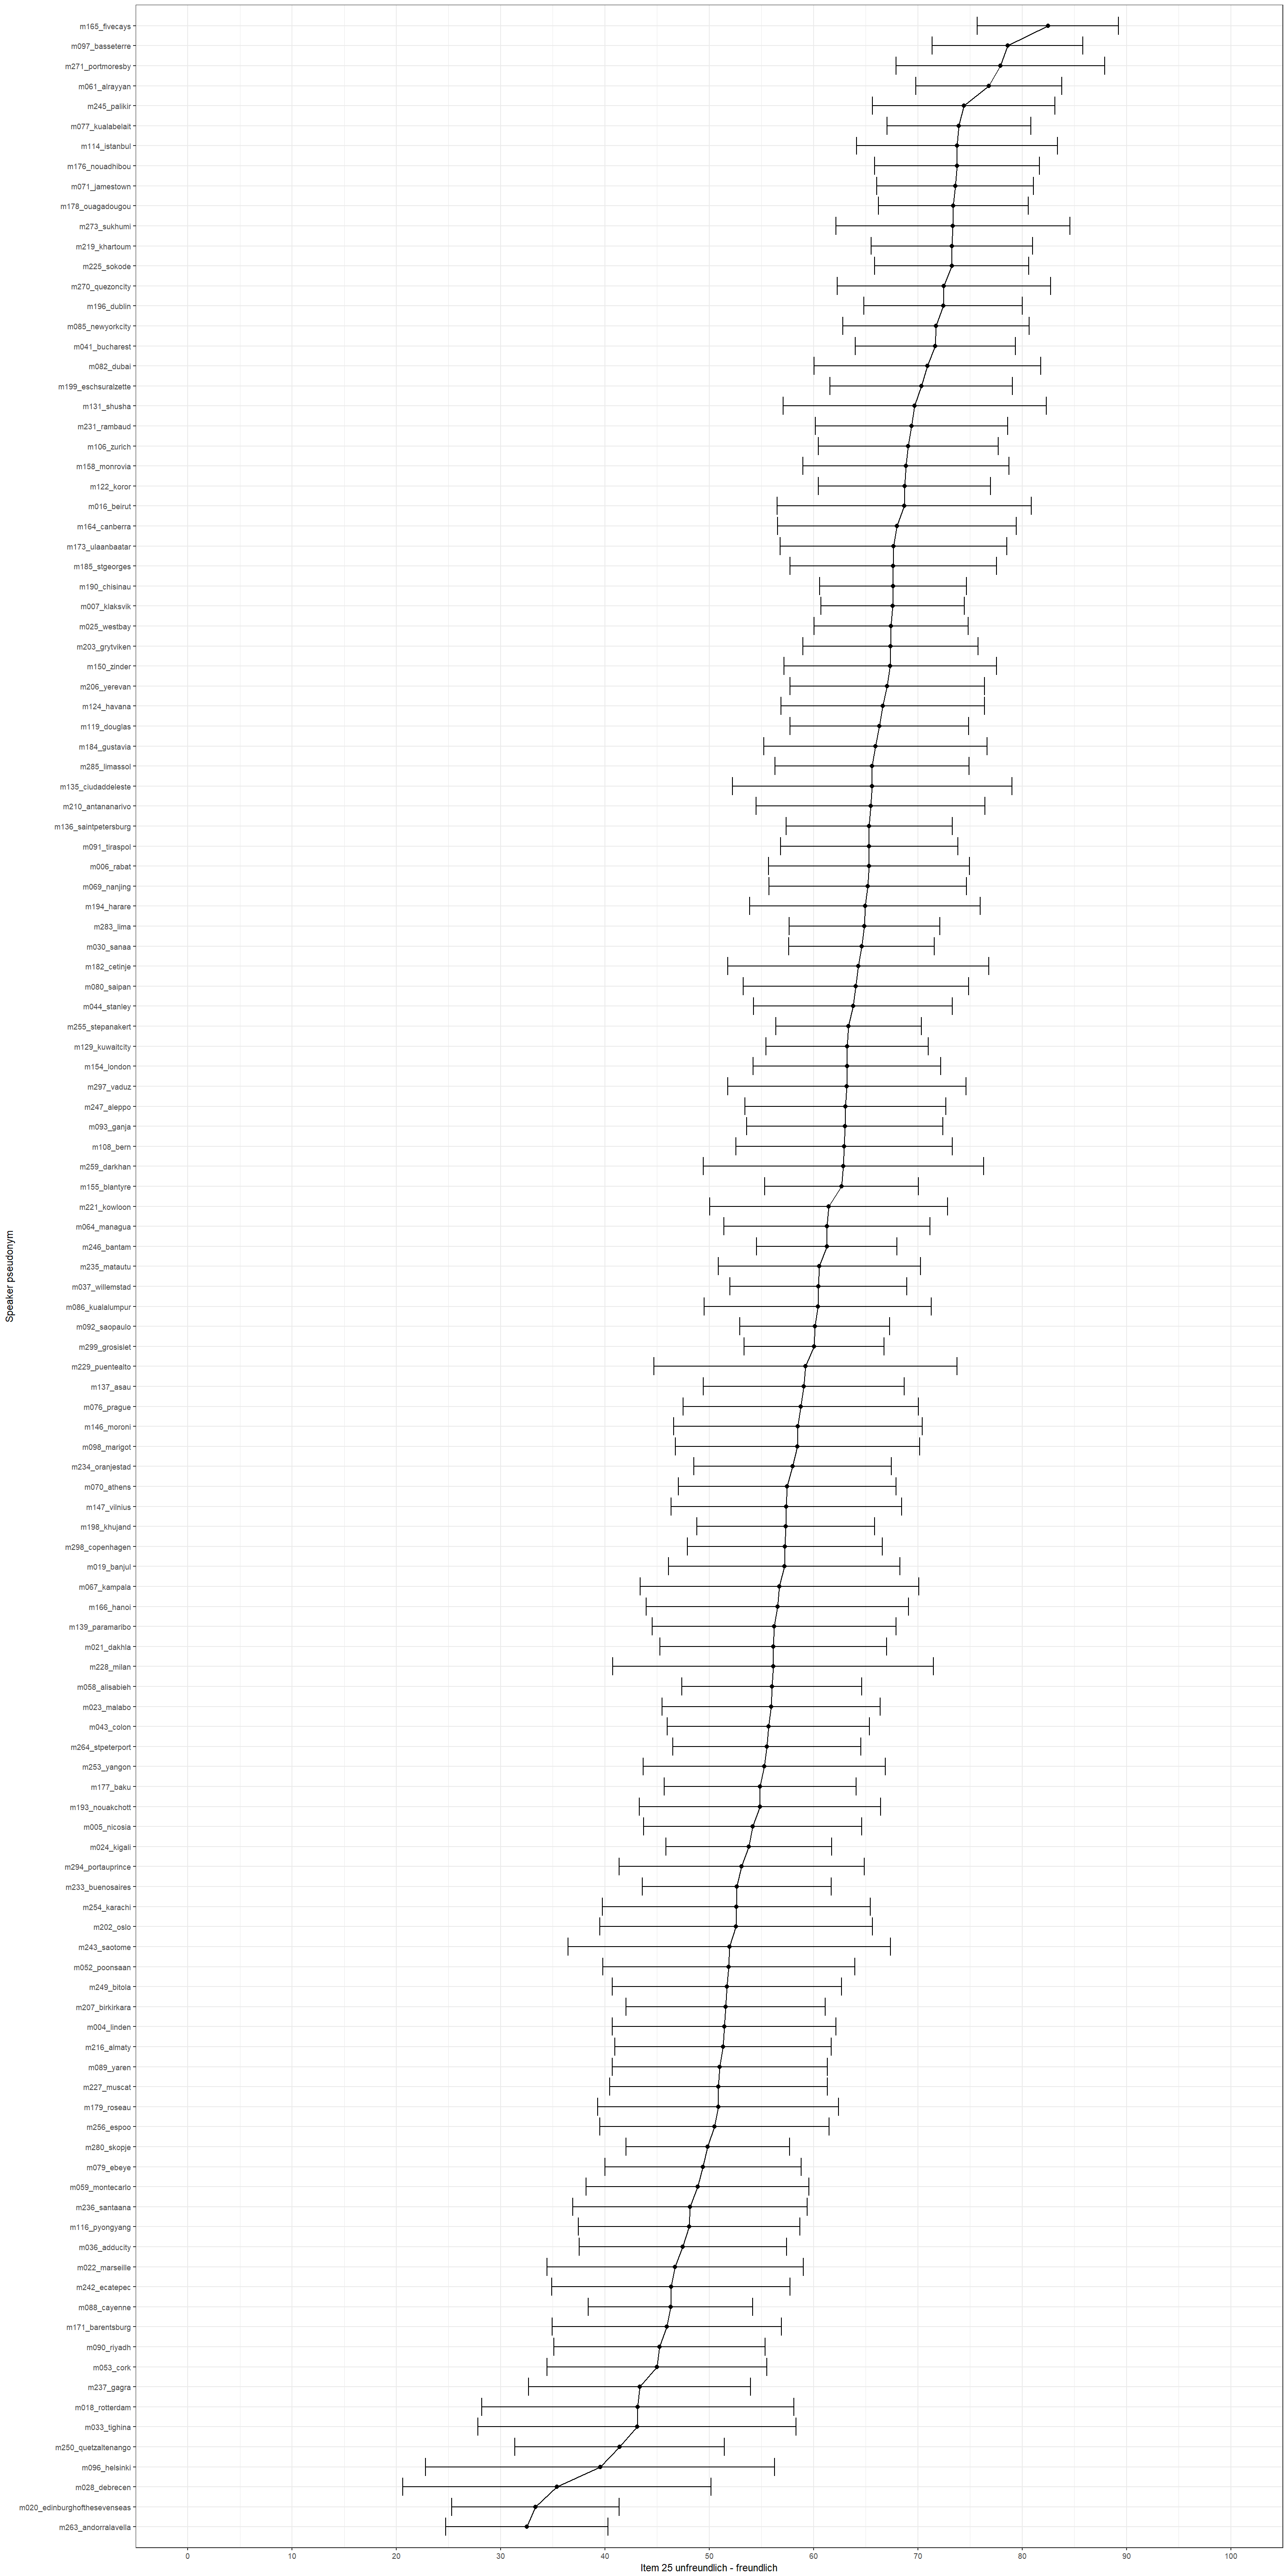 m165_fivecays
m097_basseterre
m271_portmoresby
m061_alrayyan
m245_palikir
m077_kualabelait
m114_istanbul
m176_nouadhibou
m071_jamestown
m178_ouagadougou
m273_sukhumi
m219_khartoum
m225_sokode
m270_quezoncity
m196_dublin
m085_newyorkcity
m041_bucharest
m082_dubai
m199_eschsuralzette
m131_shusha
m231_rambaud
m106_zurich
m158_monrovia
m122_koror
m016_beirut
m164_canberra
m173_ulaanbaatar
m185_stgeorges
m190_chisinau
m007_klaksvik
m025_westbay
m203_grytviken
m150_zinder
m206_yerevan
m124_havana
m119_douglas
m184_gustavia
m285_limassol
m135_ciudaddeleste
m210_antananarivo
m136_saintpetersburg
m091_tiraspol
m006_rabat
m069_nanjing
m194_harare
m283_lima
m030_sanaa
m182_cetinje
m080_saipan
m044_stanley
m255_stepanakert
m129_kuwaitcity
m154_london
m297_vaduz
m247_aleppo
m093_ganja
m108_bern
m259_darkhan
m155_blantyre
m221_kowloon
m064_managua
m246_bantam
m235_matautu
m037_willemstad
m086_kualalumpur
m092_saopaulo
m299_grosislet
m229_puentealto
m137_asau
m076_prague
m146_moroni
m098_marigot
m234_oranjestad
m070_athens
m147_vilnius
m198_khujand
m298_copenhagen
m019_banjul
m067_kampala
m166_hanoi
m139_paramaribo
m021_dakhla
m228_milan
m058_alisabieh
m023_malabo
m043_colon
m264_stpeterport
m253_yangon
m177_baku
m193_nouakchott
m005_nicosia
m024_kigali
m294_portauprince
m233_buenosaires
m254_karachi
m202_oslo
m243_saotome
m052_poonsaan
m249_bitola
m207_birkirkara
m004_linden
m216_almaty
m089_yaren
m227_muscat
m179_roseau
m256_espoo
m280_skopje
m079_ebeye
m059_montecarlo
m236_santaana
m116_pyongyang
m036_adducity
m022_marseille
m242_ecatepec
m088_cayenne
m171_barentsburg
m090_riyadh
m053_cork
m237_gagra
m018_rotterdam
m033_tighina
m250_quetzaltenango
m096_helsinki
m028_debrecen
m020_edinburghofthesevenseas
m263_andorralavella
Speaker pseudonym
0 10 20 30 40 50 60 70 80 90 100
Item 25 unfreundlich - freundlich